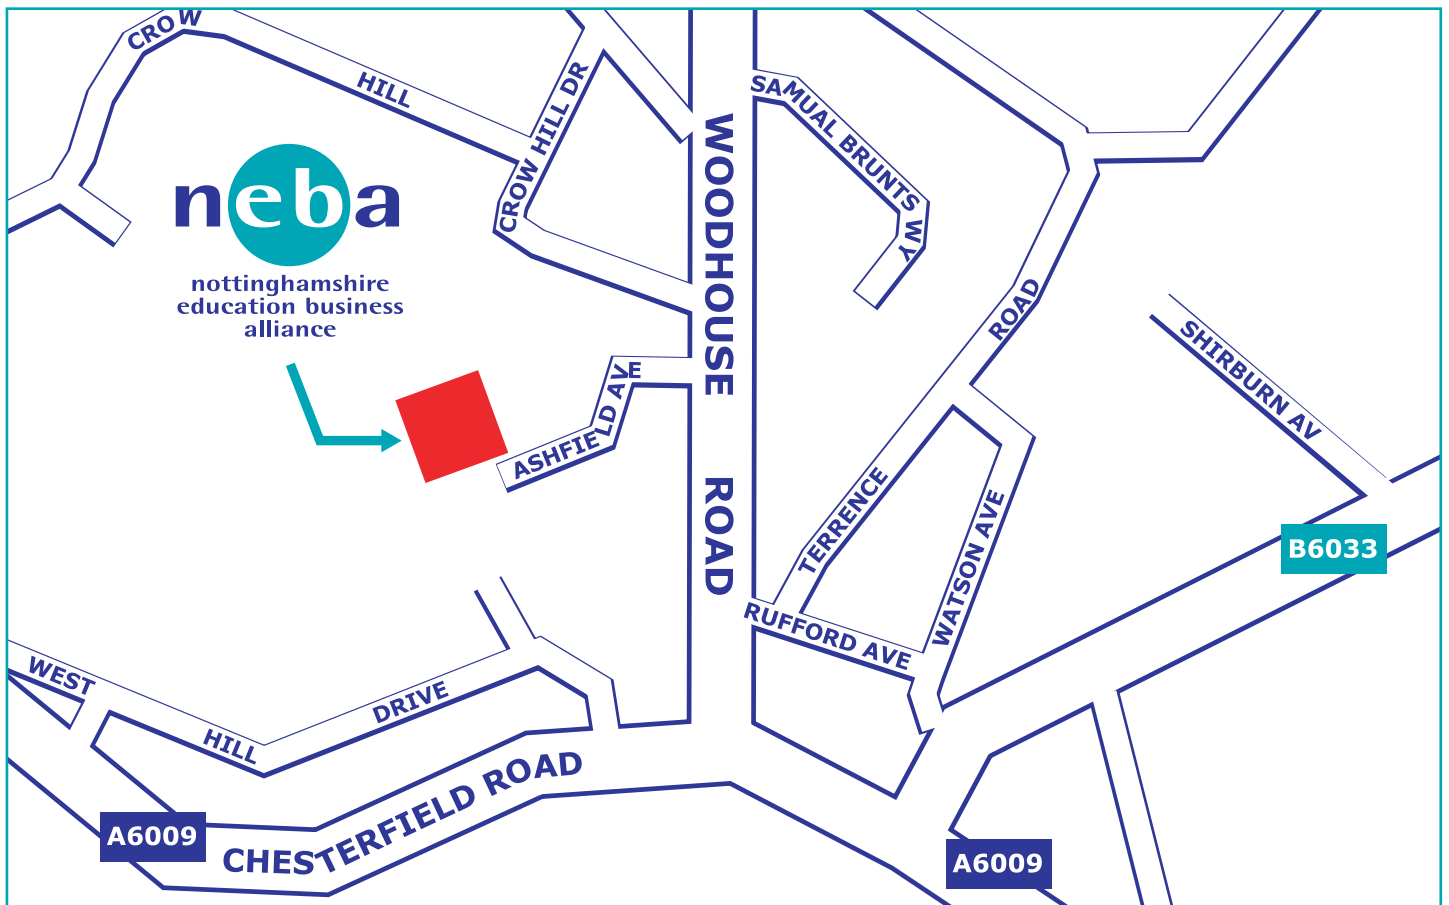 CROW
HILL
CROW HILL DR
SAMUAL BRUNTS WY
WOODHOUSE ROAD
neba
nottinghamshire
education business
alliance
ASHFIELD AVE
ROAD
TERRENCE
SHIRBURN AV
WATSON AVE
RUFFORD AVE
B6033
WEST
HILL
DRIVE
CHESTERFIELD ROAD
A6009
A6009